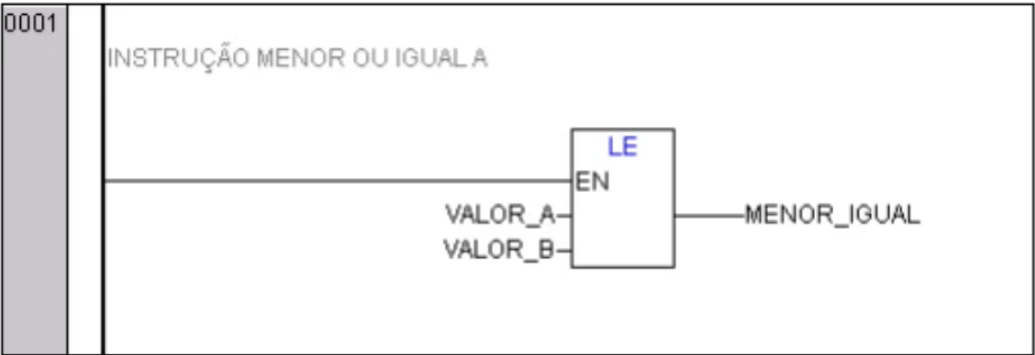 0001
INSTRUÇÃO MENOR OU IGUAL A
LE
EN
VALOR_A
MENOR_IGUAL
VALOR_B